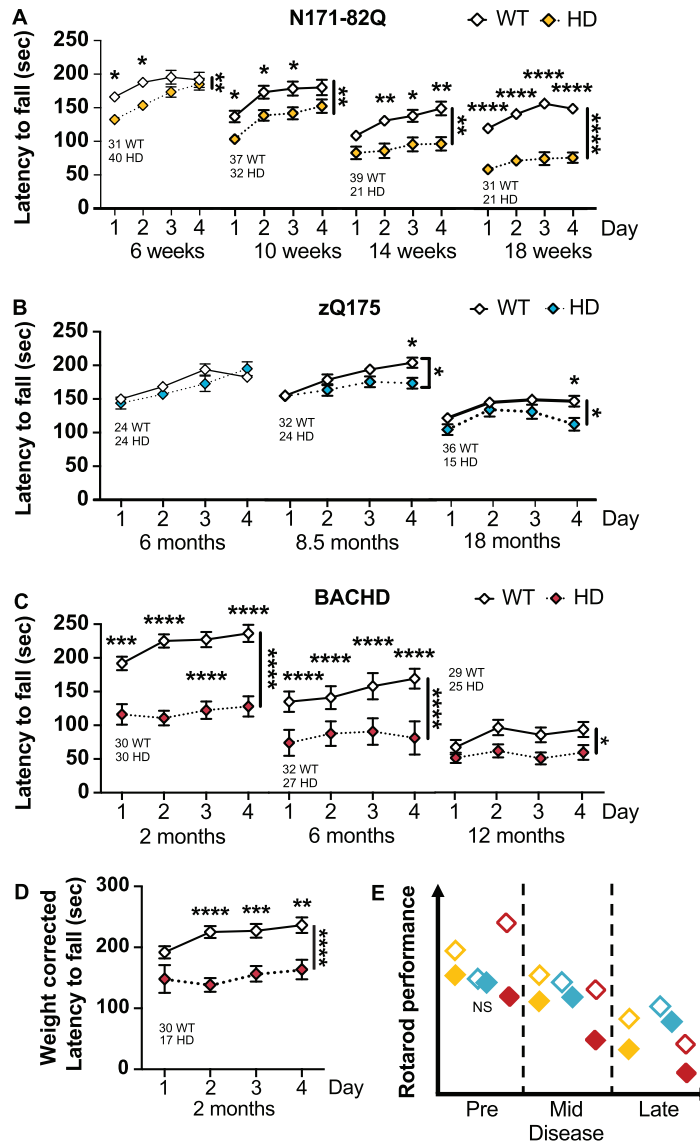 A
N171-82Q
WT
HD
Latency to fall (sec)
250
200
150
100
50
0
* * **
* * * **
** * ** **
**** **** **** **** ****
31 WT
40 HD
37 WT
32 HD
39 WT
21 HD
31 WT
21 HD
1 2 3 4 1 2 3 4 1 2 3 4 1 2 3 4 Day
6 weeks 10 weeks 14 weeks 18 weeks
B
zQ175
WT
HD
Latency to fall (sec)
250
200
150
100
50
0
* *
* *
24 WT
24 HD
32 WT
24 HD
36 WT
15 HD
1 2 3 4 1 2 3 4 1 2 3 4 Day
6 months 8.5 months 18 months
C
BACHD
WT
HD
Latency to fall (sec)
250
200
150
100
50
0
*** **** **** **** ****
**** **** **** **** ****
*
30 WT
30 HD
32 WT
27 HD
29 WT
25 HD
1 2 3 4 1 2 3 4 1 2 3 4 Day
2 months 6 months 12 months
D
Weight corrected
Latency to fall (sec)
300
200
100
0
**** *** ** ****
30 WT
17 HD
1 2 3 4 Day
2 months
E
Rotarod performance
NS
Pre Mid Late
Disease